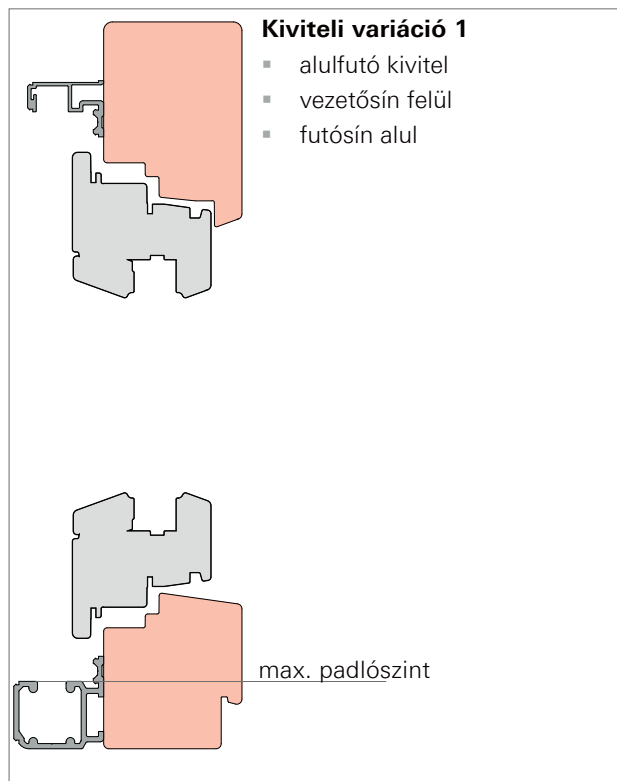 Kiviteli variáció 1
▪ alulfutó kivitel
▪ vezetősín felül
▪ futósín alul
max. padlószint